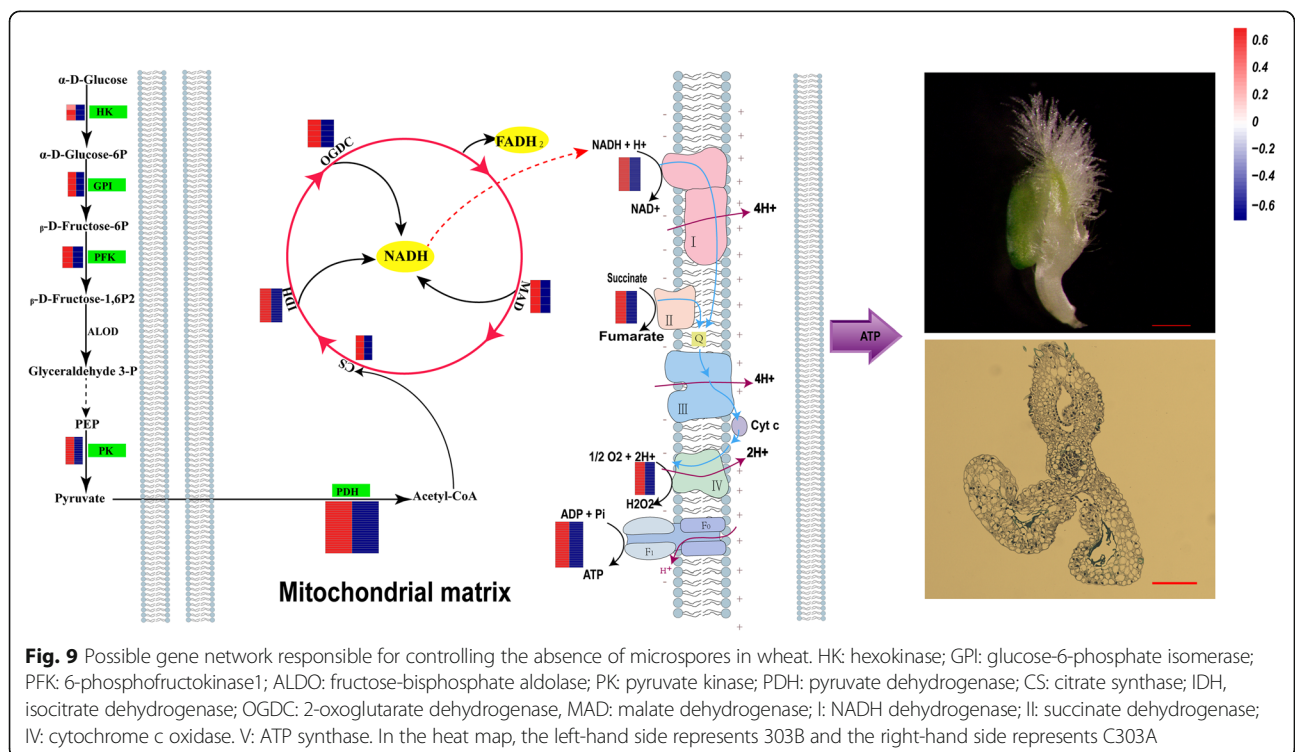 α-D-Glucose
HK
α-D-Glucose-6P
GPI
β-D-Fructose-6P
PFK
β-D-Fructose-1,6P2
ALOD
Glyceraldehyde 3-P
PEP
PK
Pyruvate
PDH
Acetyl-CoA
OGDC
FADH2
NADH
IDH
MAD
CS
Mitochondrial matrix
NADH + H+
NAD+
I
4H+
Succinate
II
Fumarate
Q
III
4H+
Cyt c
1/2 O2 + 2H+
2H+
IV
H2O2
ADP + Pi
F0
F1
H+
ATP
ATP
0.6
0.4
0.2
0
−0.2
−0.4
−0.6
Fig. 9 Possible gene network responsible for controlling the absence of microspores in wheat. HK: hexokinase; GPI: glucose-6-phosphate isomerase;
PFK: 6-phosphofructokinase1; ALDO: fructose-bisphosphate aldolase; PK: pyruvate kinase; PDH: pyruvate dehydrogenase; CS: citrate synthase; IDH,
isocitrate dehydrogenase; OGDC: 2-oxoglutarate dehydrogenase, MAD: malate dehydrogenase; I: NADH dehydrogenase; II: succinate dehydrogenase;
IV: cytochrome c oxidase. V: ATP synthase. In the heat map, the left-hand side represents 303B and the right-hand side represents C303A